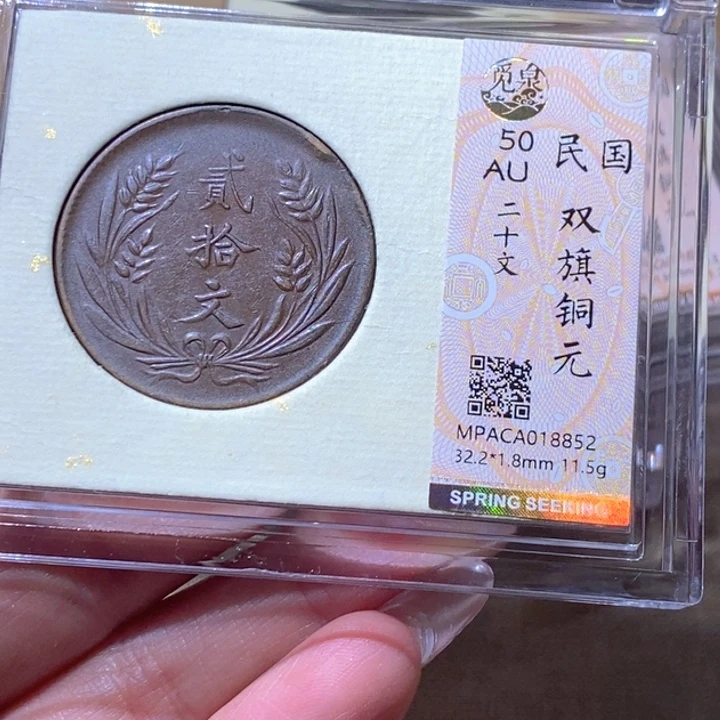 貳
拾
文
觅泉
50
AU
二十文
民国
双旗铜元
MPACA018852
32.2*1.8mm 11.5g
SPRING SEEKING